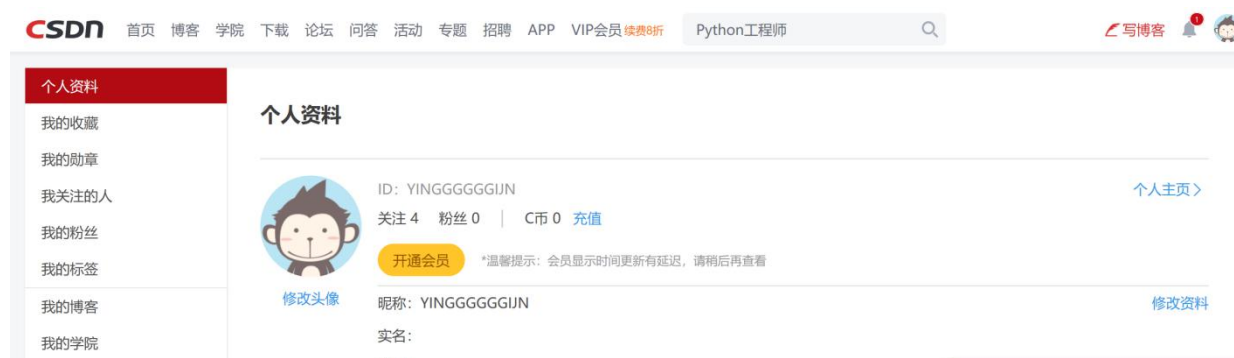 CSDN 首页 博客 学院 下载 论坛 问答 活动 专题 招聘 APP VIP会员 续费8折 Python工程师 写博客 1
个人资料
我的收藏
我的勋章
我关注的人
我的粉丝
我的标签
我的博客
我的学院
个人资料
ID: YINGGGGGGIJN 个人主页>
关注 4 粉丝 0 | C币 0 充值
开通会员 *温馨提示：会员显示时间更新有延迟，请稍后再查看
修改头像
昵称: YINGGGGGGIJN 修改资料
实名: